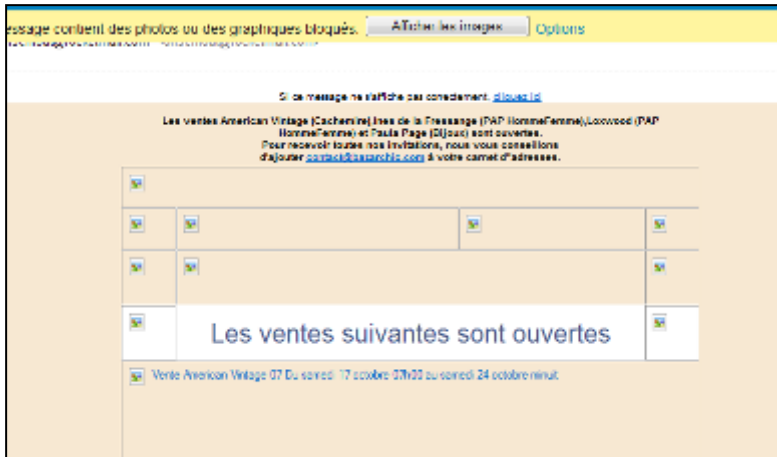 essage contient des photos ou des graphiques bloqués. Afficher les images Options
Si ce message ne s'affiche pas correctement, cliquez ici
Les ventes American Vintage (Cachemire),Ines de la Fressange (PAP HommeFemme),Loxwood (PAP
HommeFemme) et Paula Page (Bijoux) sont ouvertes.
Pour recevoir toutes nos invitations, nous vous conseillons
d'ajouter contact@bazarchic.com à votre carnet d"adresses.
Les ventes suivantes sont ouvertes
Vente American Vintage 07 Du samedi 17 octobre 07h00 au samedi 24 octobre minuit